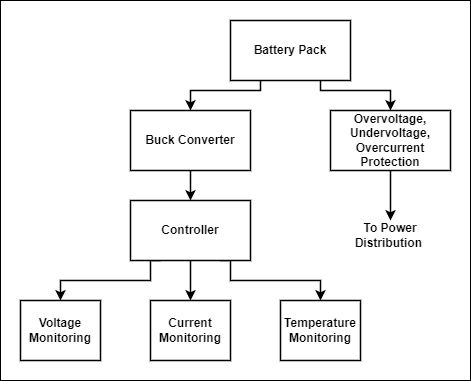 Battery Pack
Buck Converter
Overvoltage,
Undervoltage,
Overcurrent
Protection
Controller
To Power
Distribution
Voltage
Monitoring
Current
Monitoring
Temperature
Monitoring